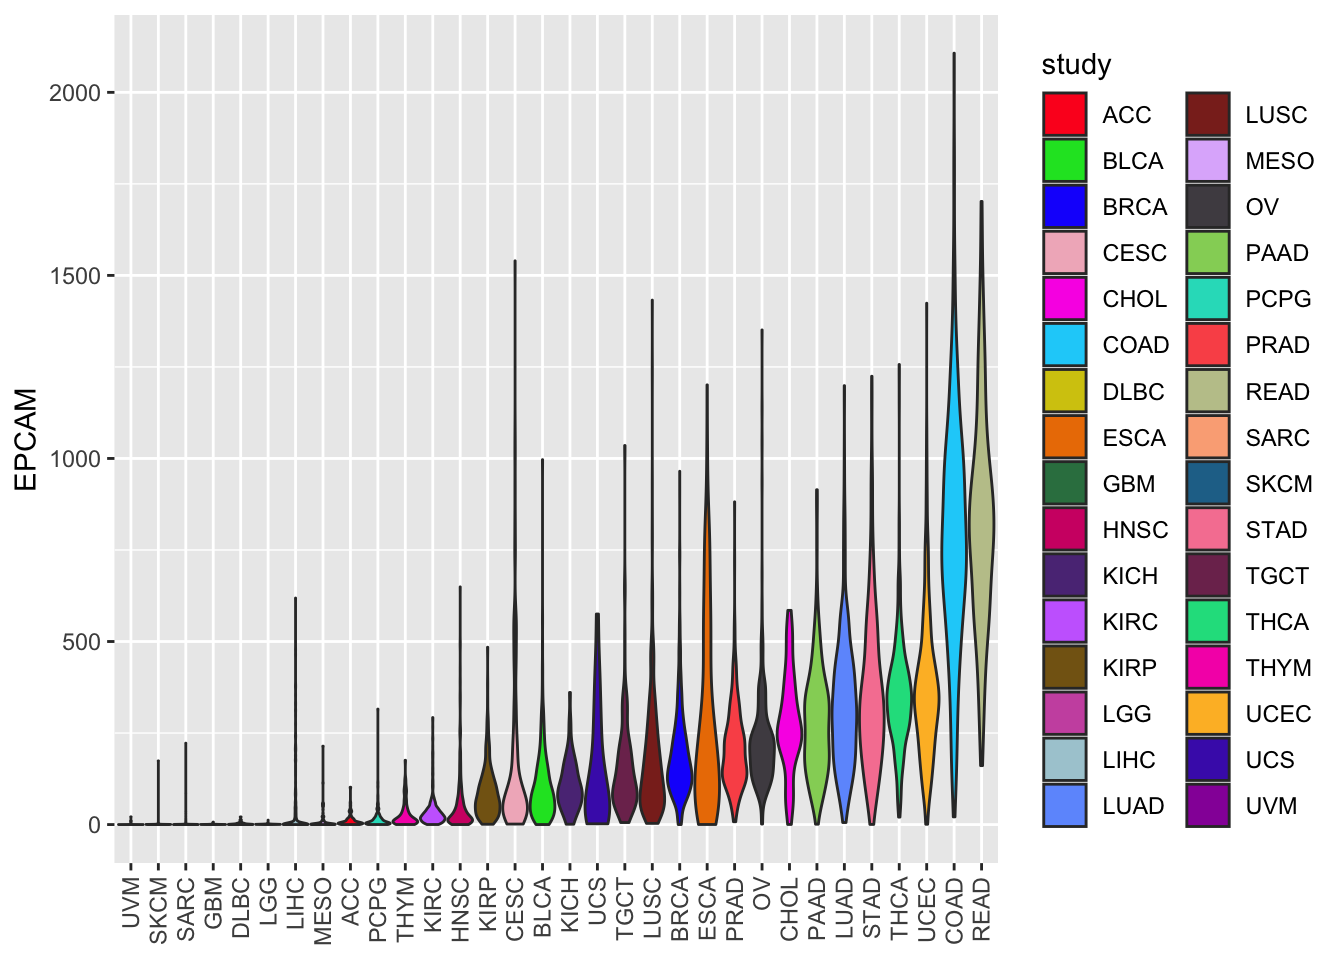 EPCAM
2000
1500
1000
500
0
UVM
SKCM
SARC
GBM
DLBC
LGG
LIHC
MESO
ACC
PCPG
THYM
KIRC
HNSC
KIRP
CESC
BLCA
KICH
UCS
TGCT
LUSC
BRCA
ESCA
PRAD
OV
CHOL
PAAD
LUAD
STAD
THCA
UCEC
COAD
READ
study
ACC
BLCA
BRCA
CESC
CHOL
COAD
DLBC
ESCA
GBM
HNSC
KICH
KIRC
KIRP
LGG
LIHC
LUAD
LUSC
MESO
OV
PAAD
PCPG
PRAD
READ
SARC
SKCM
STAD
TGCT
THCA
THYM
UCEC
UCS
UVM